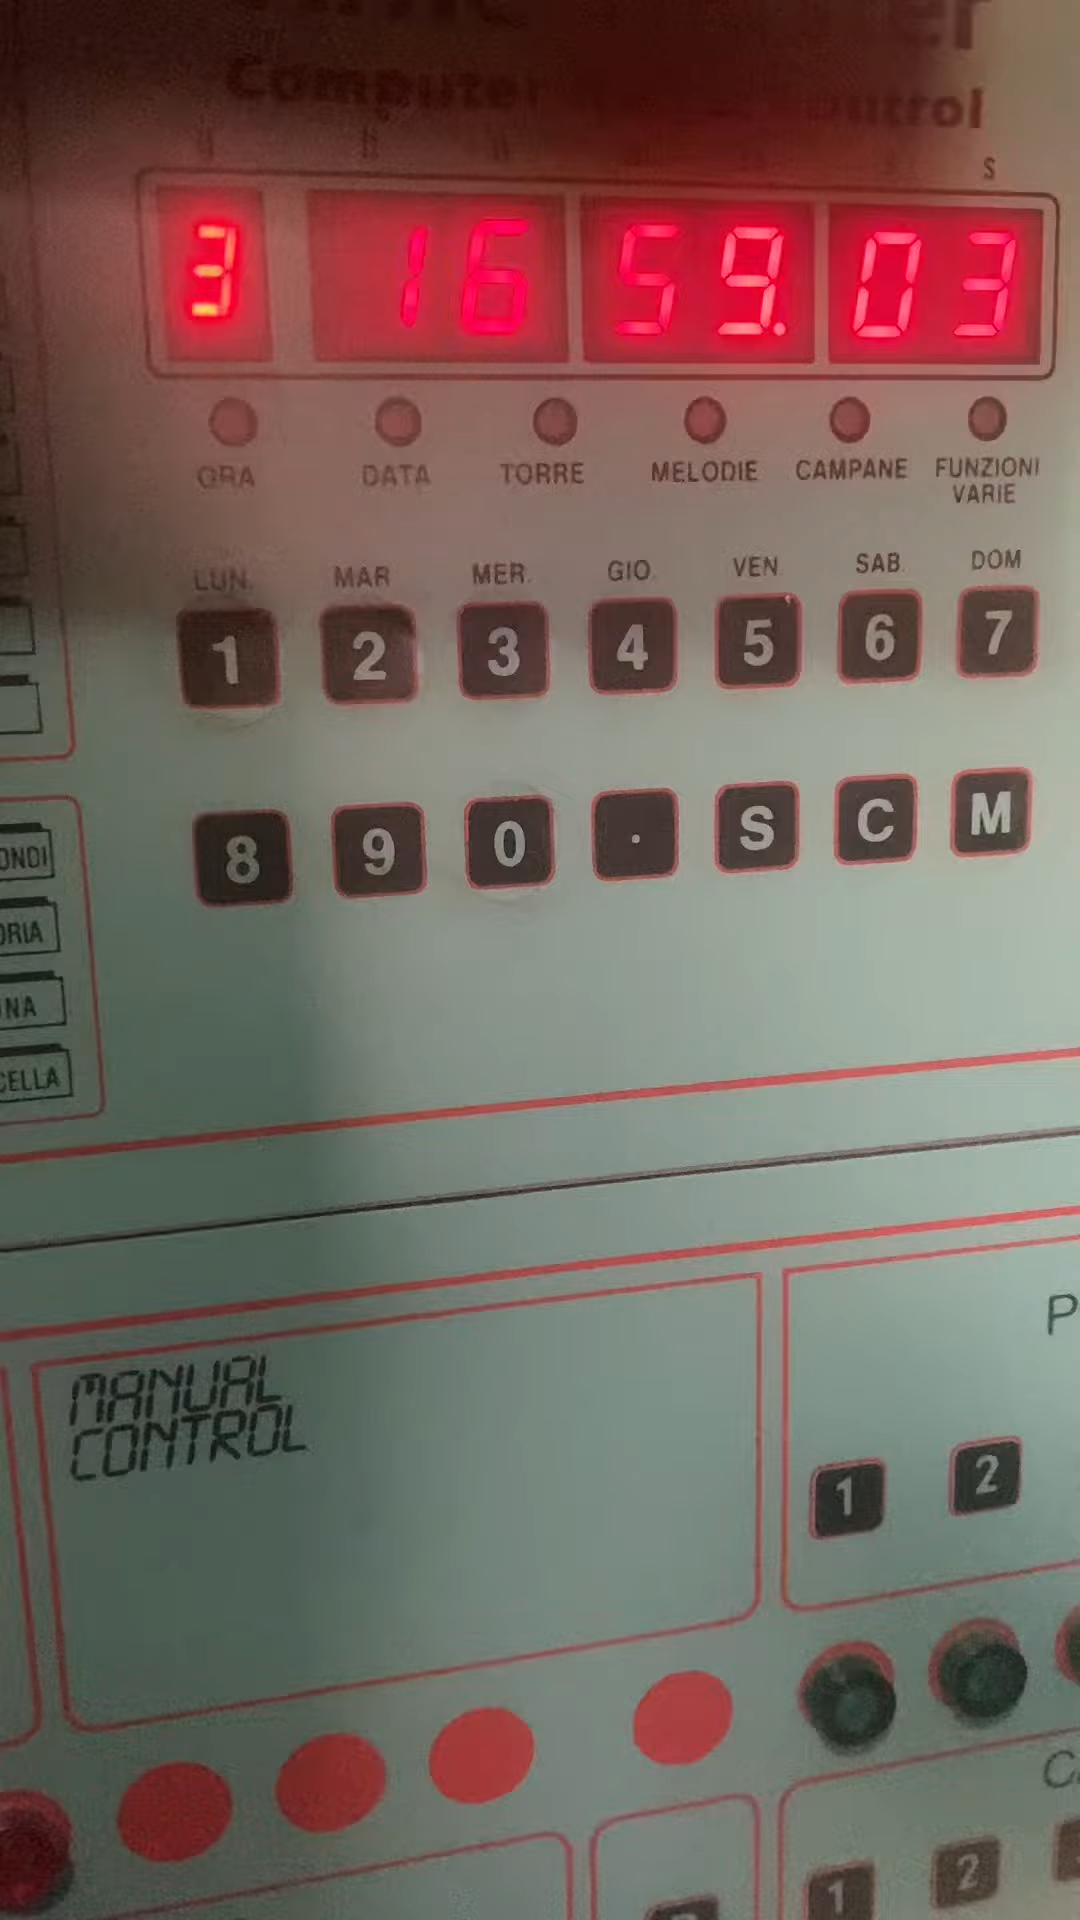 Computer Control
S
3 16 59.03
ORA DATA TORRE MELODIE CAMPANE FUNZIONI VARIE
LUN. MAR MER. GIO VEN SAB. DOM
1 2 3 4 5 6 7
8 9 0 . S C M
ONDI
ORIA
NA
CELLA
MANUAL
CONTROL
P
1 2
C
1 2